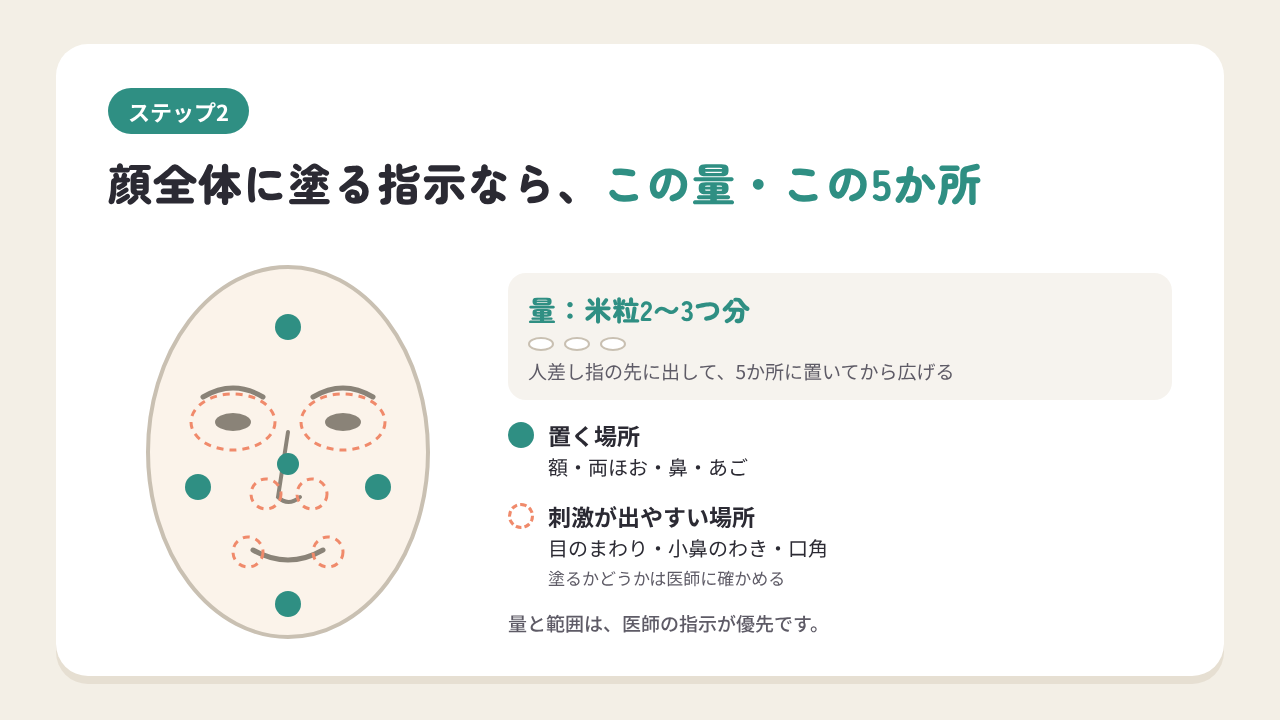 ステップ2
顔全体に塗る指示なら、この量・この5か所
量：米粒2〜3つ分
人差し指の先に出して、5か所に置いてから広げる
置く場所
額・両ほお・鼻・あご
刺激が出やすい場所
目のまわり・小鼻のわき・口角
塗るかどうかは医師に確かめる
量と範囲は、医師の指示が優先です。